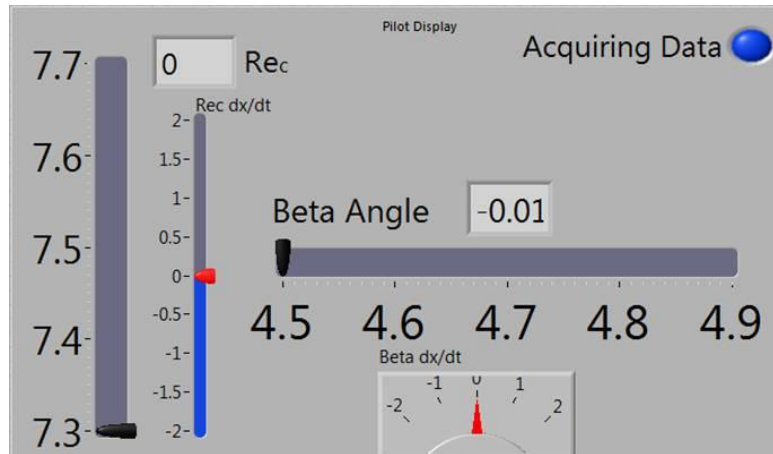 Pilot Display
Acquiring Data
0 Rec
7.7
7.6
7.5
7.4
7.3
Rec dx/dt
2
1.5
1
0.5
0
-0.5
-1
-1.5
-2
Beta Angle -0.01
4.5 4.6 4.7 4.8 4.9
Beta dx/dt
-2 -1 0 1 2